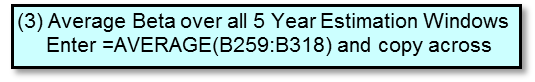 (3) Average Beta over all 5 Year Estimation Windows
Enter =AVERAGE(B259:B318) and copy across